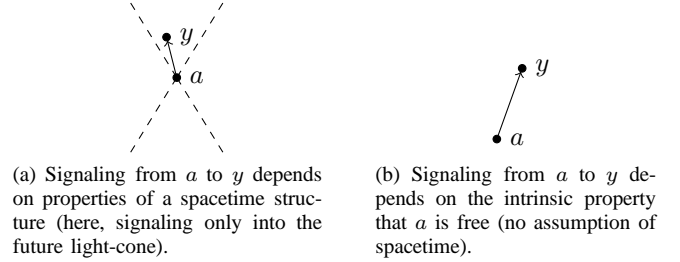 y
a
y
a
(a) Signaling from a to y depends
on properties of a spacetime struc-
ture (here, signaling only into the
future light-cone).
(b) Signaling from a to y de-
pends on the intrinsic property
that a is free (no assumption of
spacetime).